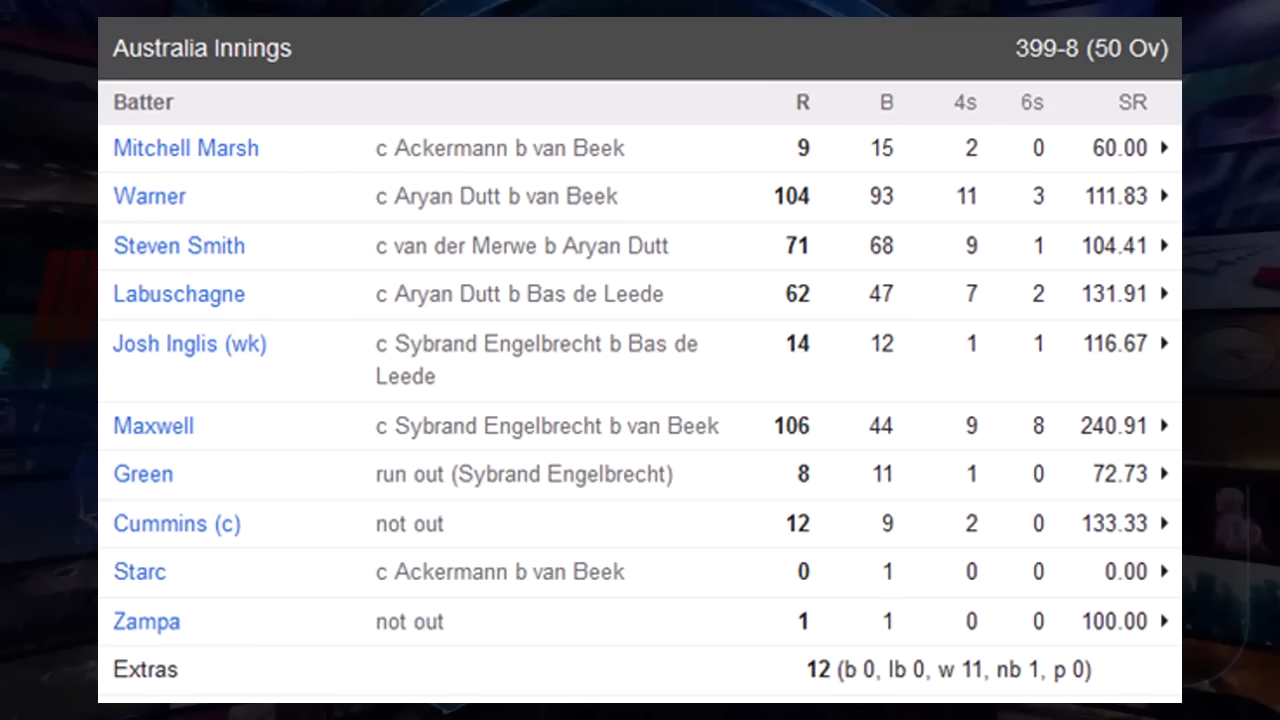 Australia Innings 399-8 (50 Ov)
Batter R B 4s 6s SR
Mitchell Marsh c Ackermann b van Beek 9 15 2 0 60.00
Warner c Aryan Dutt b van Beek 104 93 11 3 111.83
Steven Smith c van der Merwe b Aryan Dutt 71 68 9 1 104.41
Labuschagne c Aryan Dutt b Bas de Leede 62 47 7 2 131.91
Josh Inglis (wk) c Sybrand Engelbrecht b Bas de 14 12 1 1 116.67
Leede
Maxwell c Sybrand Engelbrecht b van Beek 106 44 9 8 240.91
Green run out (Sybrand Engelbrecht) 8 11 1 0 72.73
Cummins (c) not out 12 9 2 0 133.33
Starc c Ackermann b van Beek 0 1 0 0 0.00
Zampa not out 1 1 0 0 100.00
Extras 12 (b 0, lb 0, w 11, nb 1, p 0)